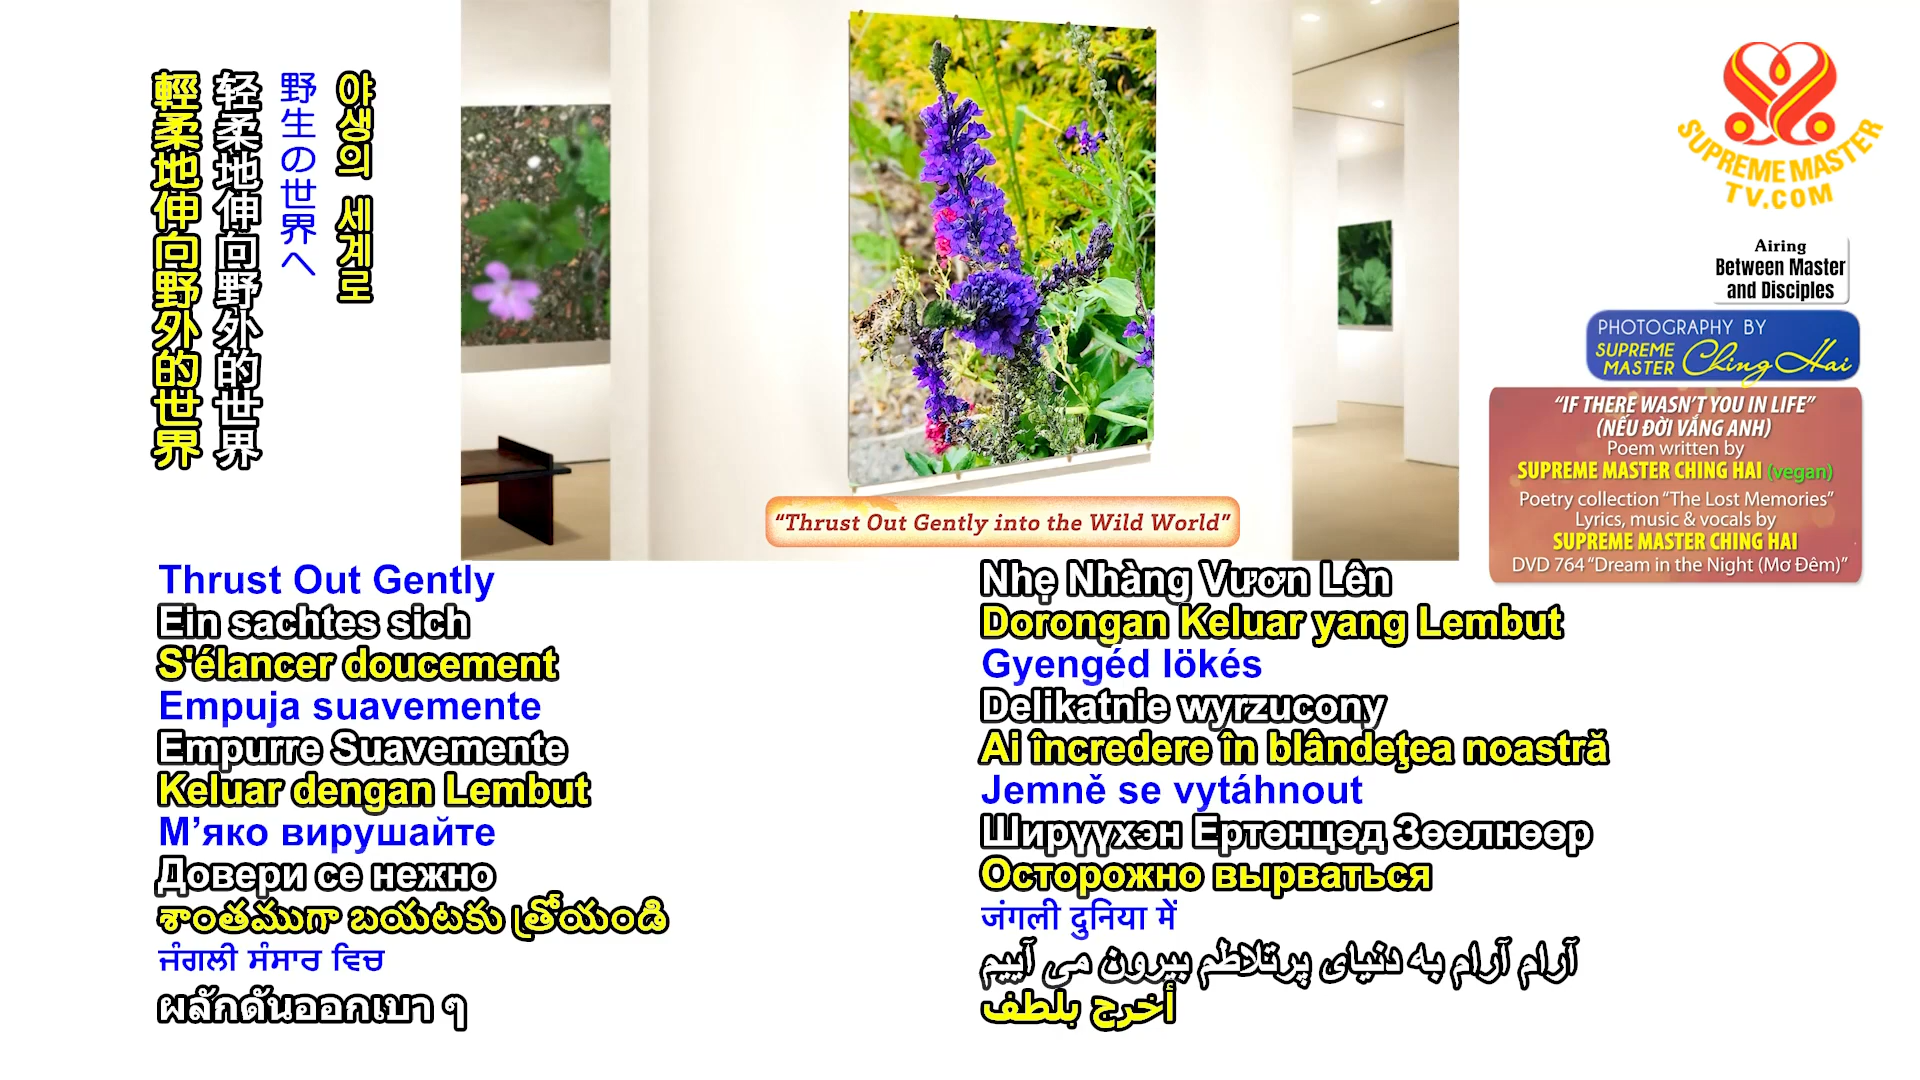 輕柔地伸向野外的世界
轻柔地伸向野外的世界
野生の世界へ
야생의 세계로
SUPREME MASTER
TV.COM
Airing
Between Master
and Disciples
PHOTOGRAPHY BY
SUPREME
MASTER Ching Hai
"IF THERE WASN'T YOU IN LIFE"
(NẾU ĐỜI VẮNG ANH)
Poem written by
SUPREME MASTER CHING HAI (vegan)
Poetry collection "The Lost Memories"
Lyrics, music & vocals by
SUPREME MASTER CHING HAI
DVD 764 "Dream in the Night (Mơ Đêm)"
"Thrust Out Gently into the Wild World"
Thrust Out Gently
Ein sachtes sich
S'élancer doucement
Empuja suavemente
Empurre Suavemente
Keluar dengan Lembut
М’яко вирушайте
Довери се нежно
శాంతముగా బయటకు త్రోయండి
ਜੰਗਲੀ ਸੰਸਾਰ ਵਿਚ
ผลักดันออกเบา ๆ
Nhẹ Nhàng Vươn Lên
Dorongan Keluar yang Lembut
Gyengéd lökés
Delikatnie wyrzucony
Ai încredere în blândeţea noastră
Jemně se vytáhnout
Ширүүхэн Ертөнцөд Зөөлнөөр
Осторожно вырваться
जंगली दुनिया में
آرام آرام به دنیای پرتلاطم بیرون می آییم
أخرج بلطف